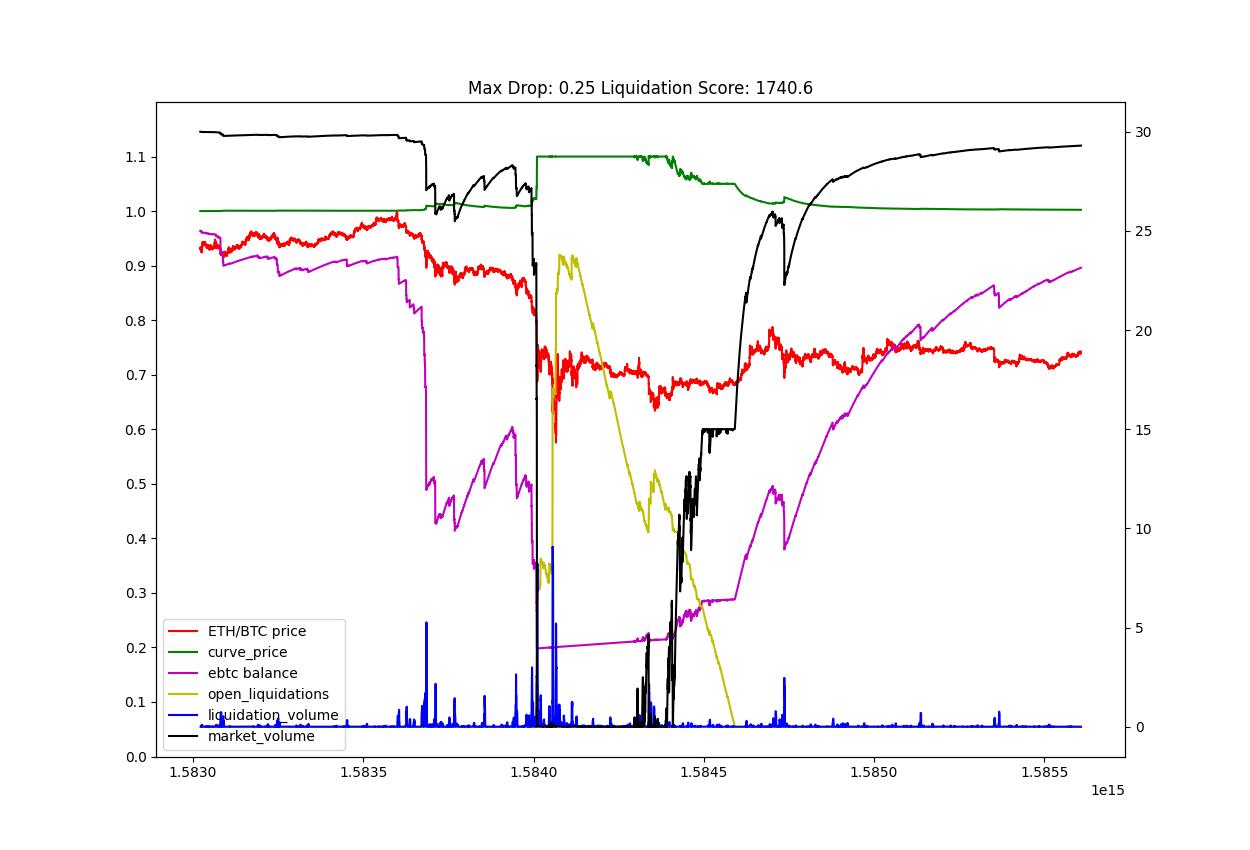 Max Drop: 0.25 Liquidation Score: 1740.6
1.1
1.0
0.9
0.8
0.7
0.6
0.5
0.4
0.3
0.2
0.1
0.0
30
25
20
15
10
5
0
ETH/BTC price
curve_price
ebtc balance
open_liquidations
liquidation_volume
market_volume
1.5830 1.5835 1.5840 1.5845 1.5850 1.5855
1e15